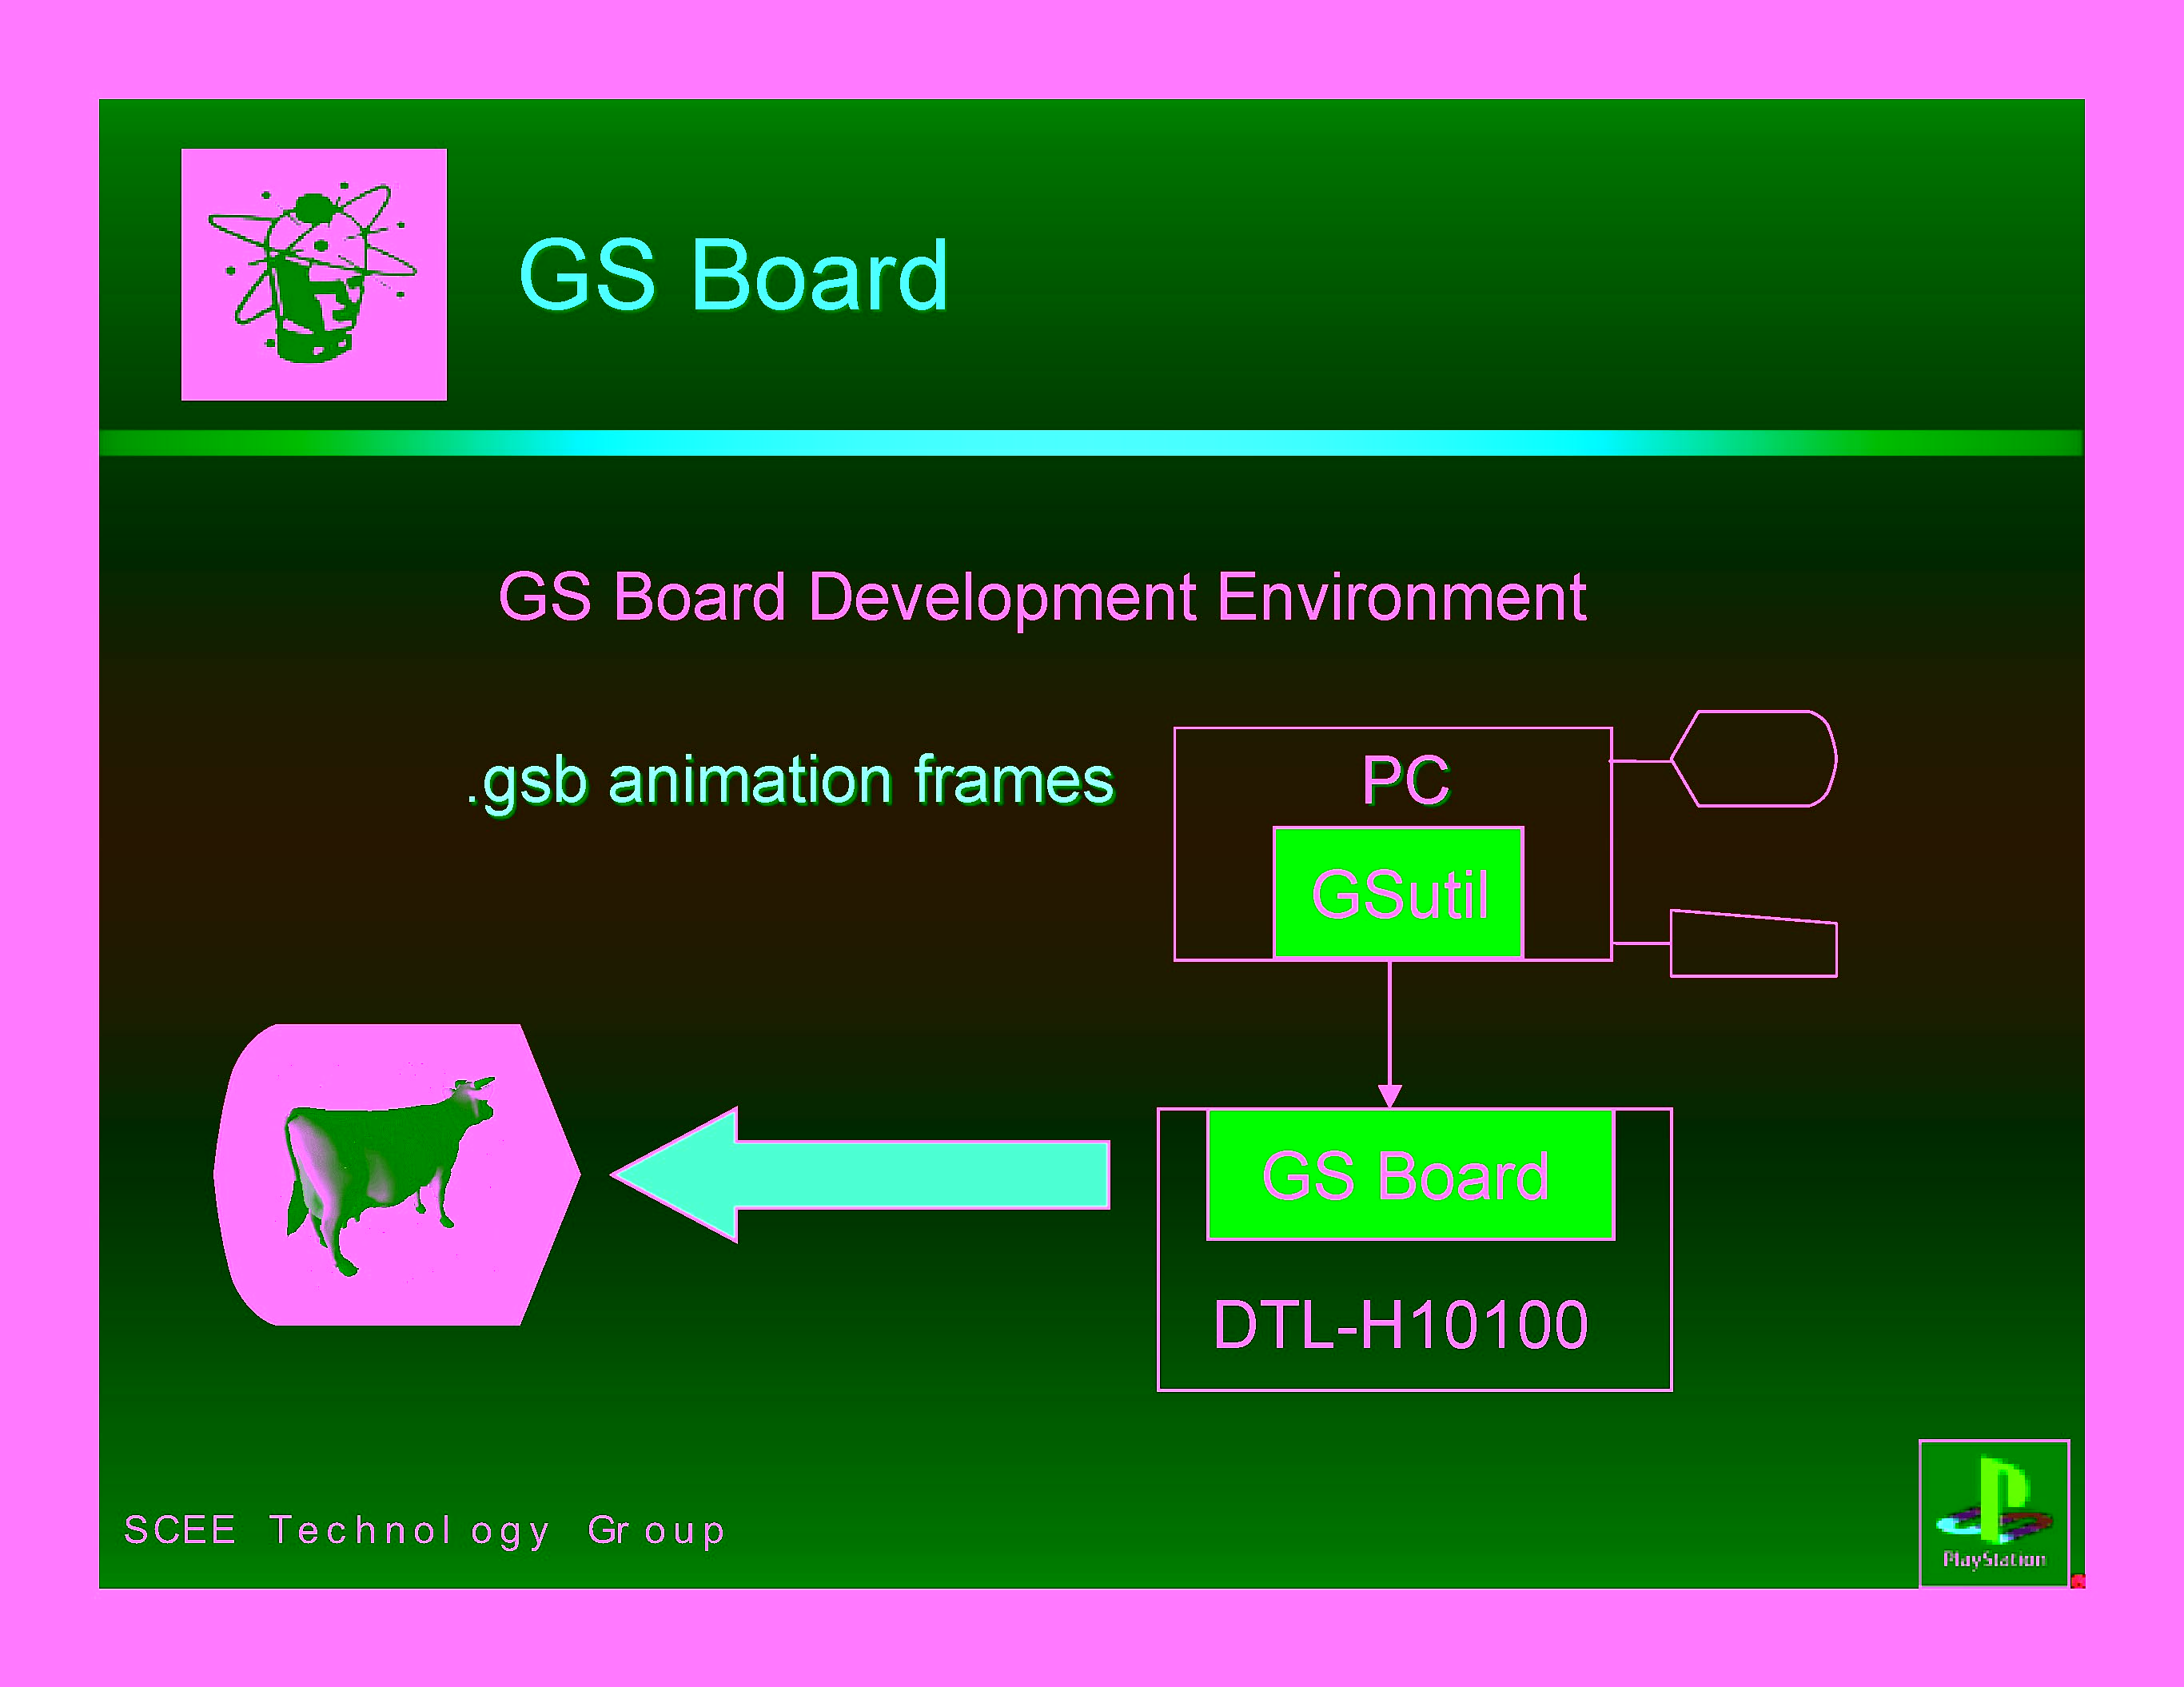 GS Board
GS Board Development Environment
.gsb animation frames
PC
GSutil
GS Board
DTL-H10100
SCEE Technology Group
PlayStation